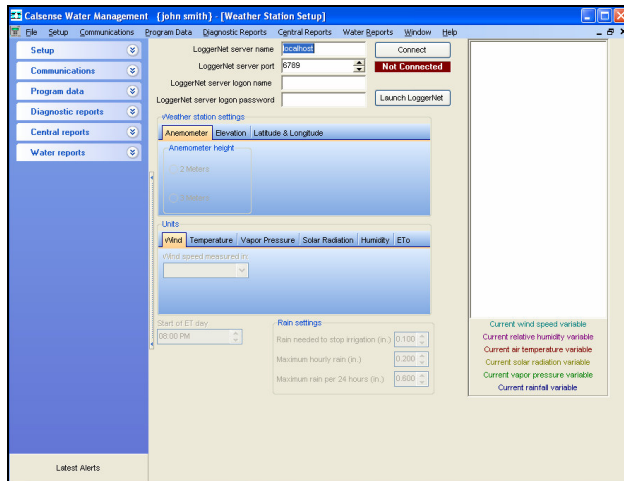 Calsense Water Management {john smith} - [Weather Station Setup]
File Setup Communications Program Data Diagnostic Reports Central Reports Water Reports Window Help
Setup
Communications
Program data
Diagnostic reports
Central reports
Water reports
Latest Alerts
LoggerNet server name localhost Connect
LoggerNet server port 6789 Not Connected
LoggerNet server logon name
LoggerNet server logon password Launch LoggerNet
Weather station settings
Anemometer Elevation Latitude & Longitude
Anemometer height
2 Meters
Meters
Units
Wind Temperature Vapor Pressure Solar Radiation Humidity ETo
Wind speed measured in:
Start of ET day
08:00 PM
Rain settings
Rain needed to stop irrigation (in.) 0.100
Maximum hourly rain (in.) 0.200
Maximum rain per 24 hours (in.) 0.600
Current wind speed variable
Current relative humidity variable
Current air temperature variable
Current solar radiation variable
Current vapor pressure variable
Current rainfall variable